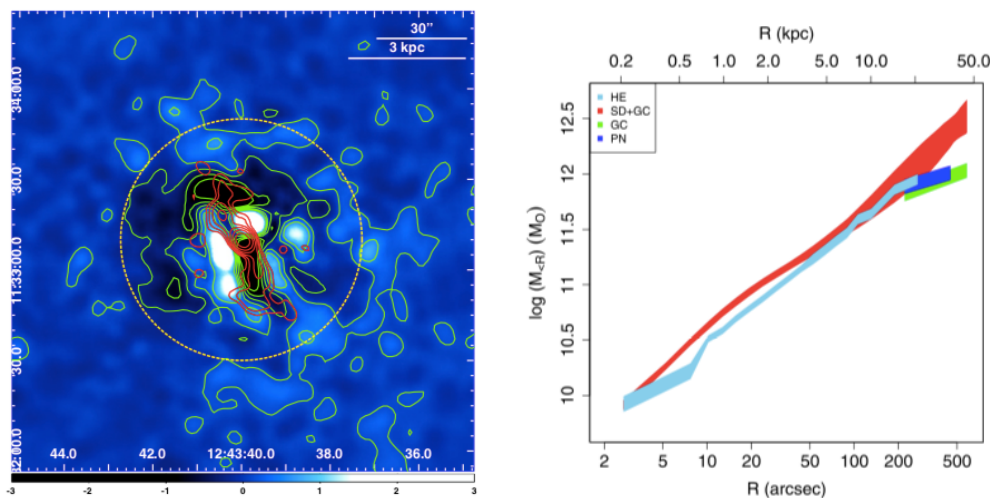 30”
3 kpc
34:00.0
30.0'
11:33:00.0
30.0'
32:00.0
44.0 42.0 12:43:40.0 38.0 36.0
-3 -2 -1 0 1 2 3
R (kpc)
0.2 0.5 1.0 2.0 5.0 10.0 50.0
HE
SD+GC
GC
PN
log (M<R) (MO)
12.5
12
11.5
11
10.5
10
2 5 10 20 50 100 200 500
R (arcsec)